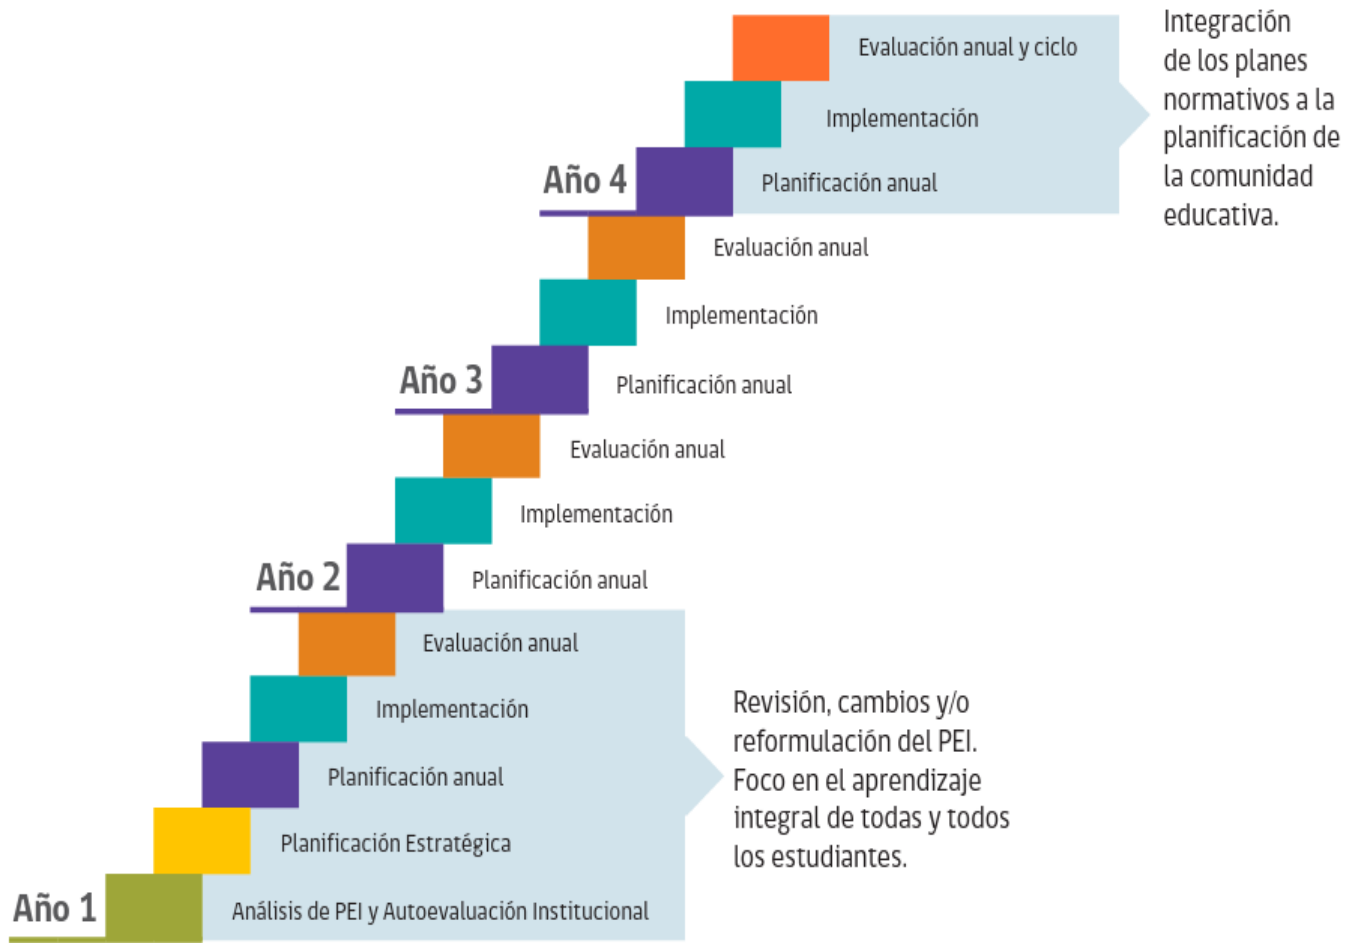 Evaluación anual y ciclo
Implementación
Año 4
Planificación anual
Integración
de los planes
normativos a la
planificación de
la comunidad
educativa.
Evaluación anual
Implementación
Año 3
Planificación anual
Evaluación anual
Implementación
Año 2
Planificación anual
Evaluación anual
Implementación
Planificación anual
Planificación Estratégica
Año 1
Análisis de PEI y Autoevaluación Institucional
Revisión, cambios y/o
reformulación del PEI.
Foco en el aprendizaje
integral de todas y todos
los estudiantes.